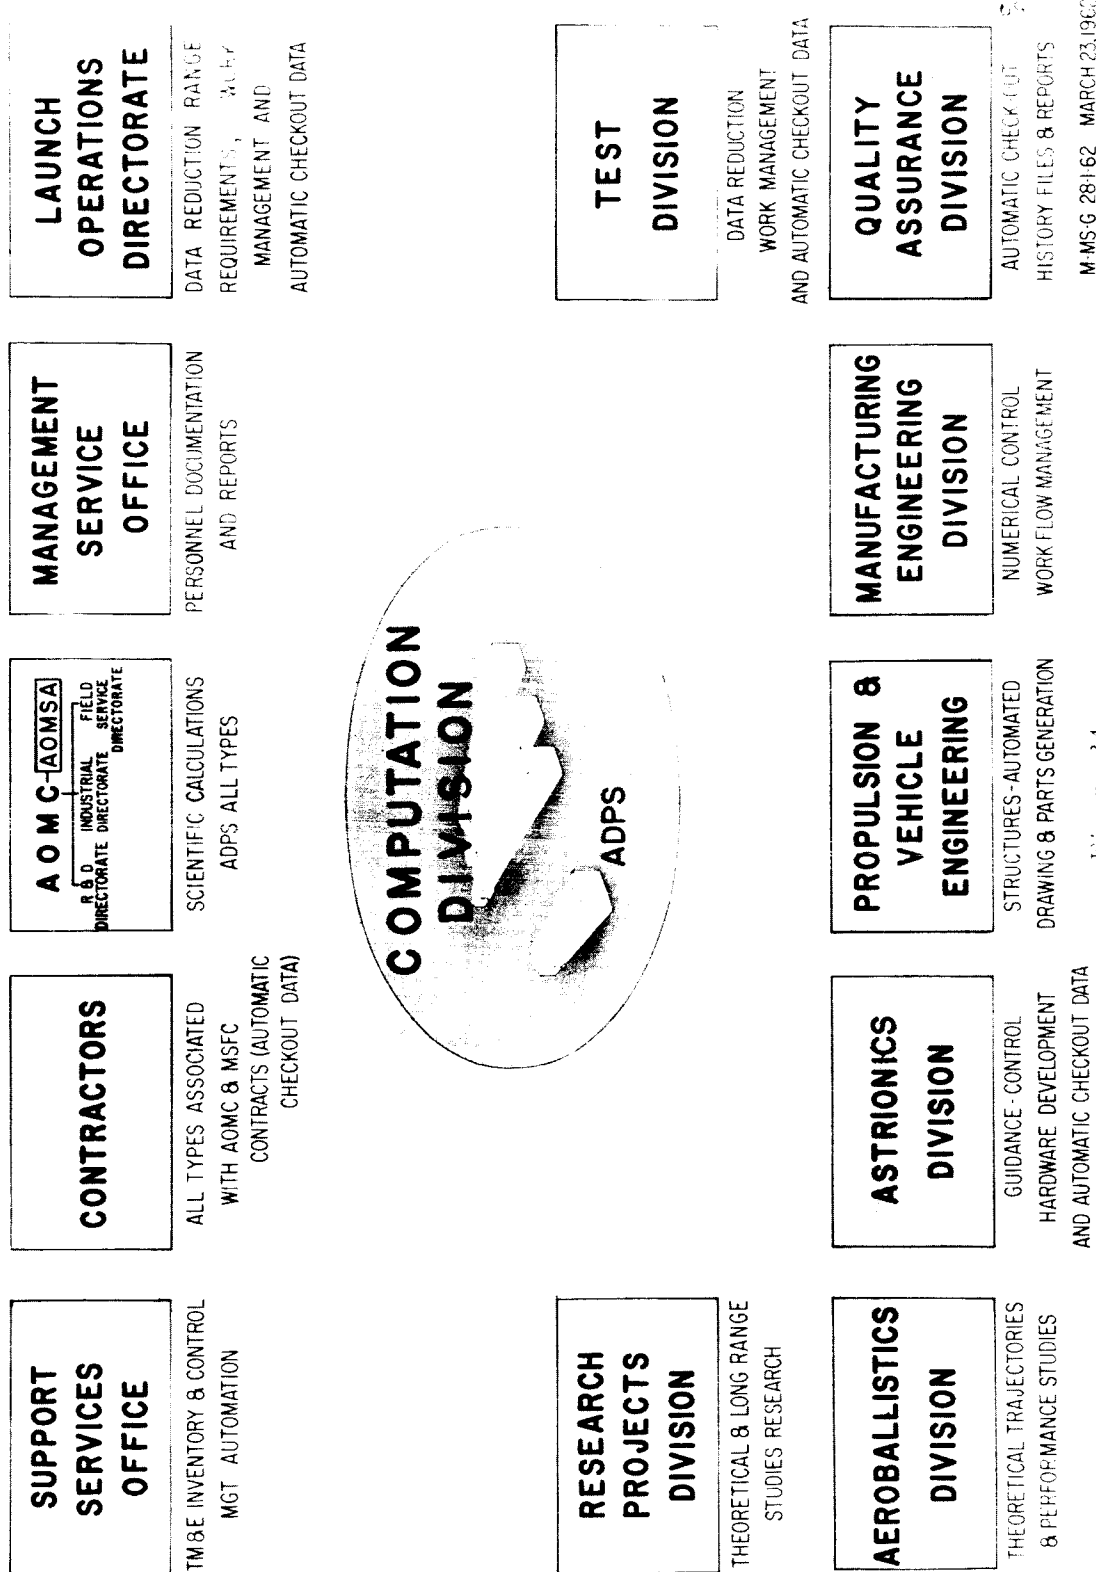 SUPPORT
SERVICES
OFFICE
TM&E INVENTORY & CONTROL
MGT AUTOMATION
CONTRACTORS
ALL TYPES ASSOCIATED
WITH AOMC & MSFC
CONTRACTS (AUTOMATIC
CHECKOUT DATA)
A O M C-AOMSA
R & D INDUSTRIAL FIELD
DIRECTORATE DIRECTORATE SERVICE
DIRECTORATE
SCIENTIFIC CALCULATIONS
ADPS ALL TYPES
MANAGEMENT
SERVICE
OFFICE
PERSONNEL DOCUMENTATION
AND REPORTS
LAUNCH
OPERATIONS
DIRECTORATE
DATA REDUCTION RANGE
REQUIREMENTS, WORK
MANAGEMENT AND
AUTOMATIC CHECKOUT DATA
COMPUTATION
DIVISION
ADPS
RESEARCH
PROJECTS
DIVISION
THEORETICAL & LONG RANGE
STUDIES RESEARCH
TEST
DIVISION
DATA REDUCTION
WORK MANAGEMENT
AND AUTOMATIC CHECKOUT DATA
AEROBALLISTICS
DIVISION
THEORETICAL TRAJECTORIES
& PERFORMANCE STUDIES
ASTRIONICS
DIVISION
GUIDANCE-CONTROL
HARDWARE DEVELOPMENT
AND AUTOMATIC CHECKOUT DATA
PROPULSION &
VEHICLE
ENGINEERING
STRUCTURES-AUTOMATED
DRAWING & PARTS GENERATION
MANUFACTURING
ENGINEERING
DIVISION
NUMERICAL CONTROL
WORK FLOW MANAGEMENT
QUALITY
ASSURANCE
DIVISION
AUTOMATIC CHECK-OUT
HISTORY FILES & REPORTS
M-MS-G 28-1-62 MARCH 23,